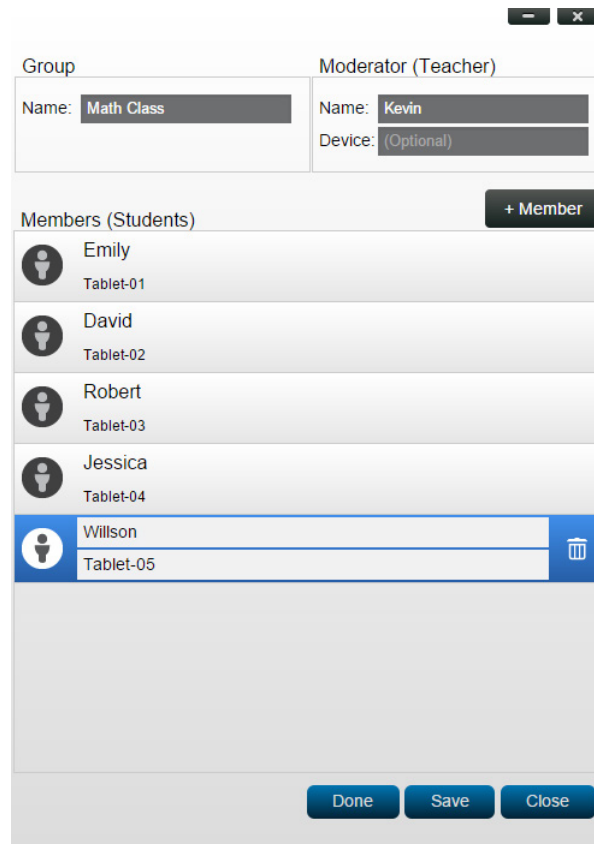 Group
Name: Math Class
Moderator (Teacher)
Name: Kevin
Device: (Optional)
Members (Students)
+ Member
Emily
Tablet-01
David
Tablet-02
Robert
Tablet-03
Jessica
Tablet-04
Willson
Tablet-05
Done Save Close